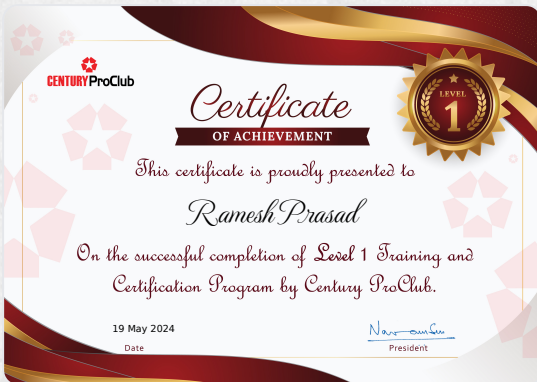 CENTURY ProClub
LEVEL
1
Certificate
OF ACHIEVEMENT
This certificate is proudly presented to
Ramesh Prasad
On the successful completion of Level 1 Training and
Certification Program by Century ProClub.
19 May 2024
Date
President